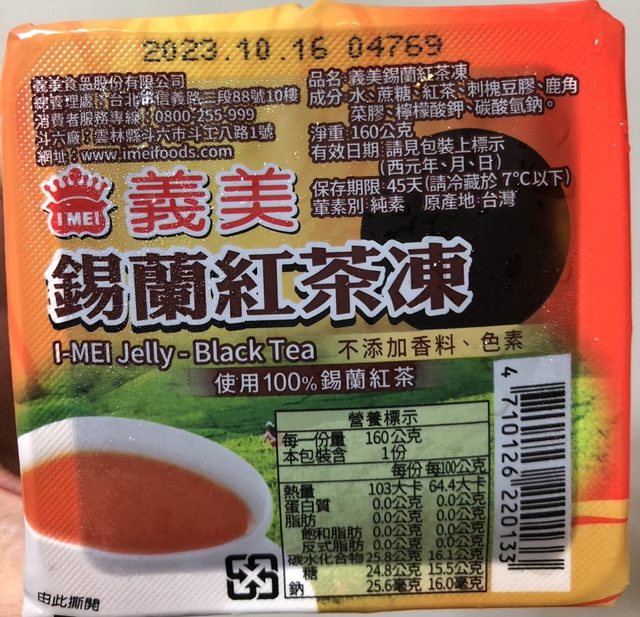 2023.10.16 04769
義美食品股份有限公司
總管理處：台北市信義路二段88號10樓
消費者服務專線：0800-255-999
斗六廠：雲林縣斗六市斗工八路1號
網址：www.imeifoods.com
品名：義美錫蘭紅茶凍
成分：水、蔗糖、紅茶、刺槐豆膠、鹿角
菜膠、檸檬酸鉀、碳酸氫鈉。
淨重：160公克
有效日期：請見包裝上標示
(西元年、月、日)
保存期限：45天(請冷藏於 7°C以下)
葷素別：純素 原產地：台灣
I MEI
義美
錫蘭紅茶凍
I-MEI Jelly - Black Tea
不添加香料、色素
使用100%錫蘭紅茶
營養標示
每一份量 160公克
本包裝含 1份
每份 每100公克
熱量 103大卡 64.4大卡
蛋白質 0.0公克 0.0公克
脂肪 0.0公克 0.0公克
飽和脂肪 0.0公克 0.0公克
反式脂肪 0.0公克 0.0公克
碳水化合物 25.8公克 16.1公克
糖 24.8公克 15.5公克
鈉 25.6毫克 16.0毫克
4 710126 220133
由此撕開